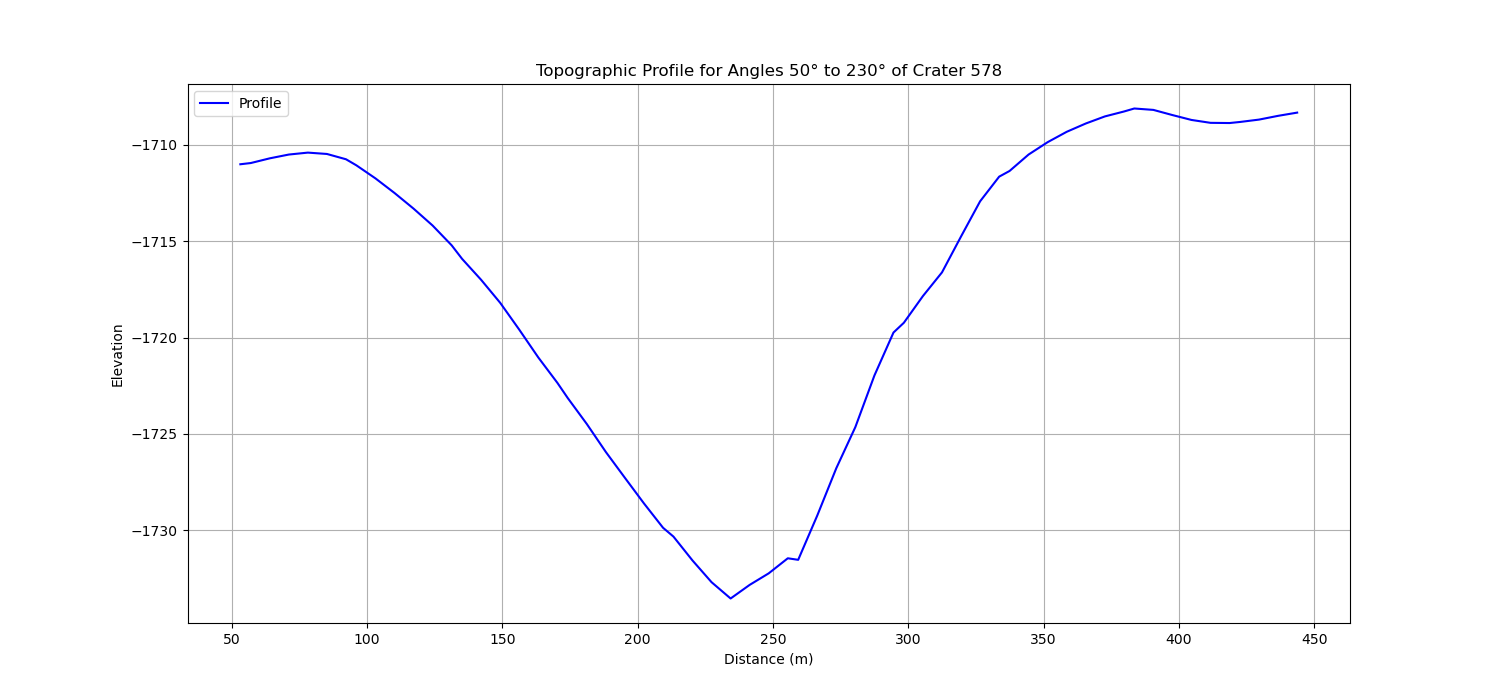 Topographic Profile for Angles 50° to 230° of Crater 578
Profile
−1710
−1715
−1720
−1725
−1730
Elevation
50 100 150 200 250 300 350 400 450
Distance (m)